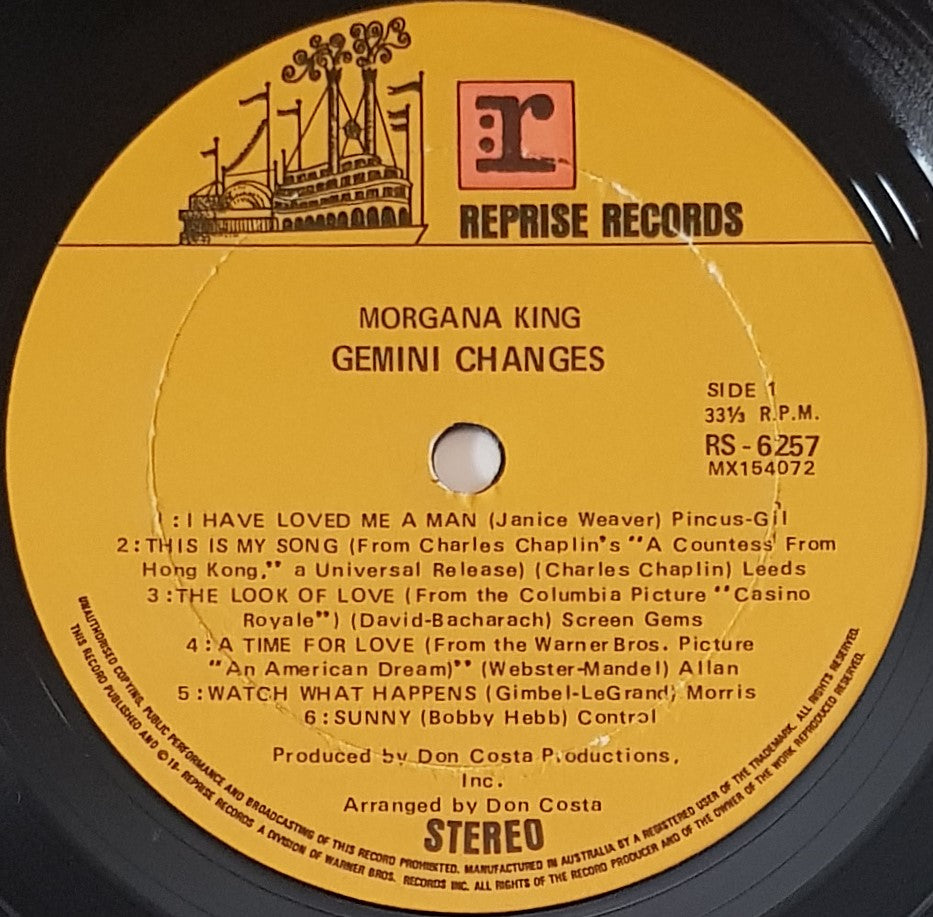 r:
REPRISE RECORDS
MORGANA KING
GEMINI CHANGES
SIDE 1
33⅓ R.P.M.
RS - 6257
MX154072
1 : I HAVE LOVED ME A MAN (Janice Weaver) Pincus-Gil
2 : THIS IS MY SONG (From Charles Chaplin's "A Countess From
Hong Kong," a Universal Release) (Charles Chaplin) Leeds
3 : THE LOOK OF LOVE (From the Columbia Picture "Casino
Royale") (David-Bacharach) Screen Gems
4 : A TIME FOR LOVE (From the Warner Bros. Picture
"An American Dream)" (Webster-Mandel) Allan
5 : WATCH WHAT HAPPENS (Gimbel-LeGrand) Morris
6 : SUNNY (Bobby Hebb) Control
Produced by Don Costa Productions,
Inc.
Arranged by Don Costa
STEREO
UNAUTHORISED COPYING, PUBLIC PERFORMANCE AND BROADCASTING OF THIS RECORD PROHIBITED. MANUFACTURED IN AUSTRALIA BY A REGISTERED USER OF THE TRADEMARK. ALL RIGHTS RESERVED.
THIS RECORD PUBLISHED AND © 19- REPRISE RECORDS A DIVISION OF WARNER BROS. RECORDS INC. ALL RIGHTS OF THE RECORD PRODUCER AND OF THE OWNER OF THE WORK REPRODUCED RESERVED.